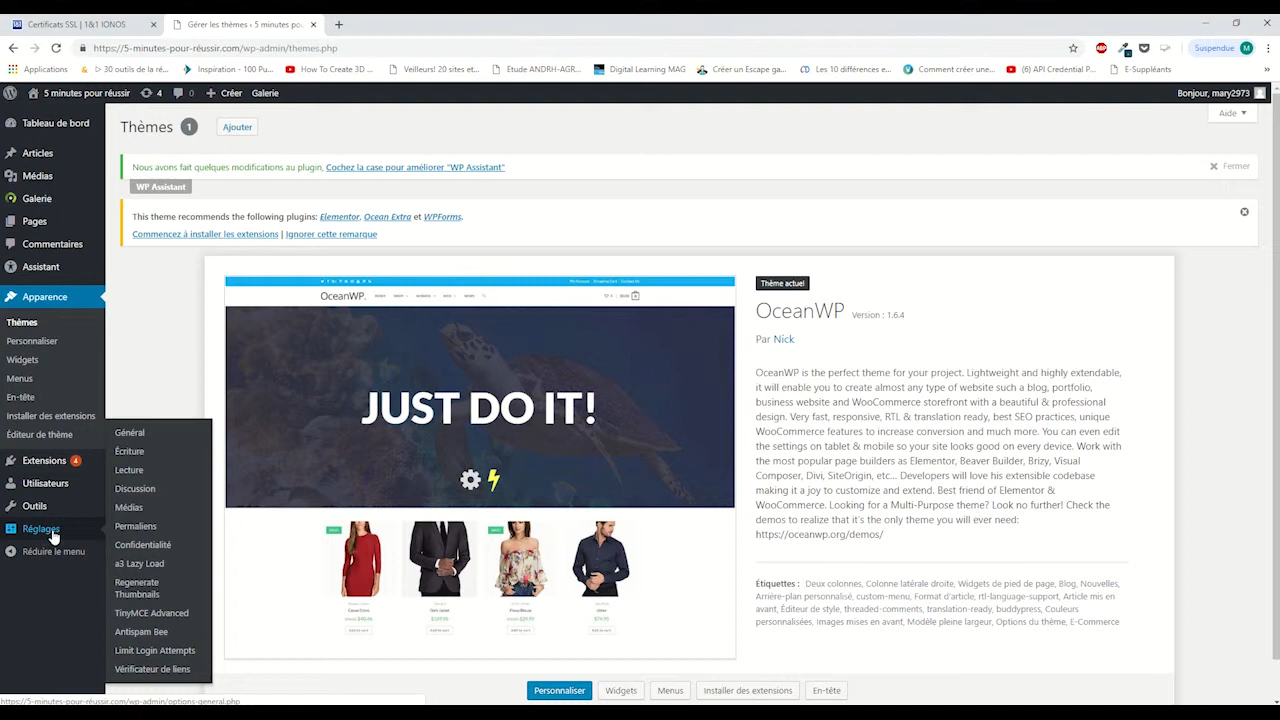 Certificats SSL | 1&1 IONOS
Gérer les thèmes ‹ 5 minutes po
https://5-minutes-pour-réussir.com/wp-admin/themes.php
Suspendue M
Applications
> 30 outils de la ré...
Inspiration - 100 Pu...
How To Create 3D ...
Veilleurs! 20 sites et...
Etude ANDRH-AGR...
Digital Learning MAG
Créer un Escape ga...
Les 10 différences e...
Comment créer une...
(6) API Credential P...
E-Suppléants
5 minutes pour réussir 4 0 Créer Galerie
Bonjour, mary2973
Tableau de bord
Articles
Médias
Galerie
Pages
Commentaires
Assistant
Apparence
Thèmes
Personnaliser
Widgets
Menus
En-tête
Installer des extensions
Éditeur de thème
Extensions 4
Utilisateurs
Outils
Réglages
Réduire le menu
Général
Écriture
Lecture
Discussion
Médias
Permaliens
Confidentialité
a3 Lazy Load
Regenerate
Thumbnails
TinyMCE Advanced
Antispam Bee
Limit Login Attempts
Vérificateur de liens
Aide
Thèmes 1 Ajouter
Nous avons fait quelques modifications au plugin, Cochez la case pour améliorer "WP Assistant"
Fermer
WP Assistant
This theme recommends the following plugins: Elementor, Ocean Extra et WPForms.
Commencez à installer les extensions | Ignorer cette remarque
OceanWP.
JUST DO IT!
Thème actuel
OceanWP Version : 1.6.4
Par Nick
OceanWP is the perfect theme for your project. Lightweight and highly extendable,
it will enable you to create almost any type of website such a blog, portfolio,
business website and WooCommerce storefront with a beautiful & professional
design. Very fast, responsive, RTL & translation ready, best SEO practices, unique
WooCommerce features to increase conversion and much more. You can even edit
the settings on tablet & mobile so your site looks good on every device. Work with
the most popular page builders as Elementor, Beaver Builder, Brizy, Visual
Composer, Divi, SiteOrigin, etc... Developers will love his extensible codebase
making it a joy to customize and extend. Best friend of Elementor &
WooCommerce. Looking for a Multi-Purpose theme? Look no further! Check the
demos to realize that it's the only theme you will ever need:
https://oceanwp.org/demos/
Étiquettes : Deux colonnes, Colonne latérale droite, Widgets de pied de page, Blog, Nouvelles,
Arrière-plan personnalisé, custom-menu, Format d'article, rtl-language-support, Article mis en
avant, Éditeur de style, threaded-comments, translation-ready, buddypress, Couleurs
personnalisées, Images mises en avant, Modèle pleine largeur, Options du thème, E-Commerce
Personnaliser Widgets Menus Installer des extensions En-tête
https://5-minutes-pour-réussir.com/wp-admin/options-general.php